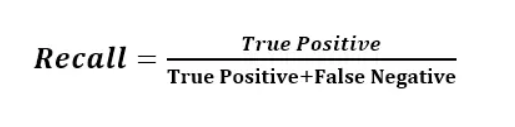 Recall = True Positive
True Positive+False Negative